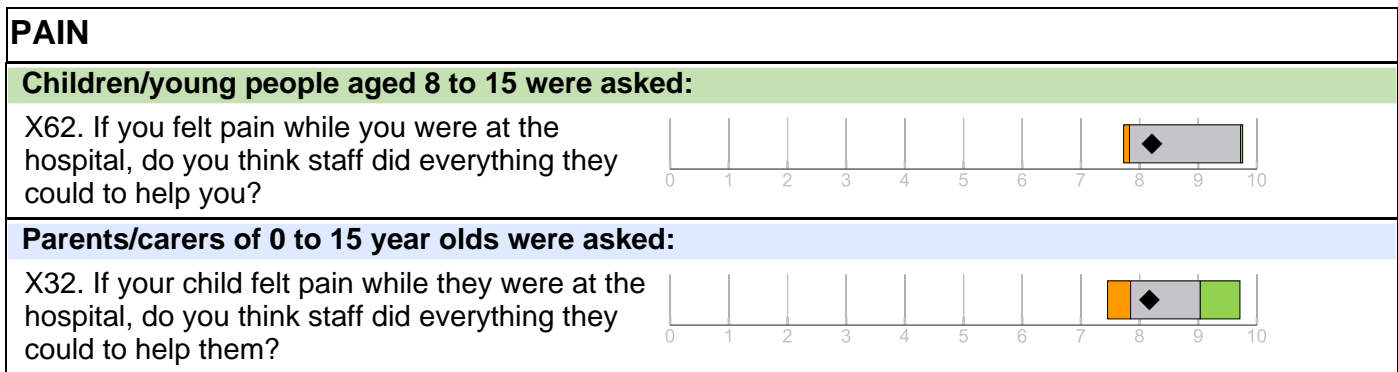 PAIN
Children/young people aged 8 to 15 were asked:
X62. If you felt pain while you were at the
hospital, do you think staff did everything they
could to help you?
0 1 2 3 4 5 6 7 8 9 10
Parents/carers of 0 to 15 year olds were asked:
X32. If your child felt pain while they were at the
hospital, do you think staff did everything they
could to help them?
0 1 2 3 4 5 6 7 8 9 10